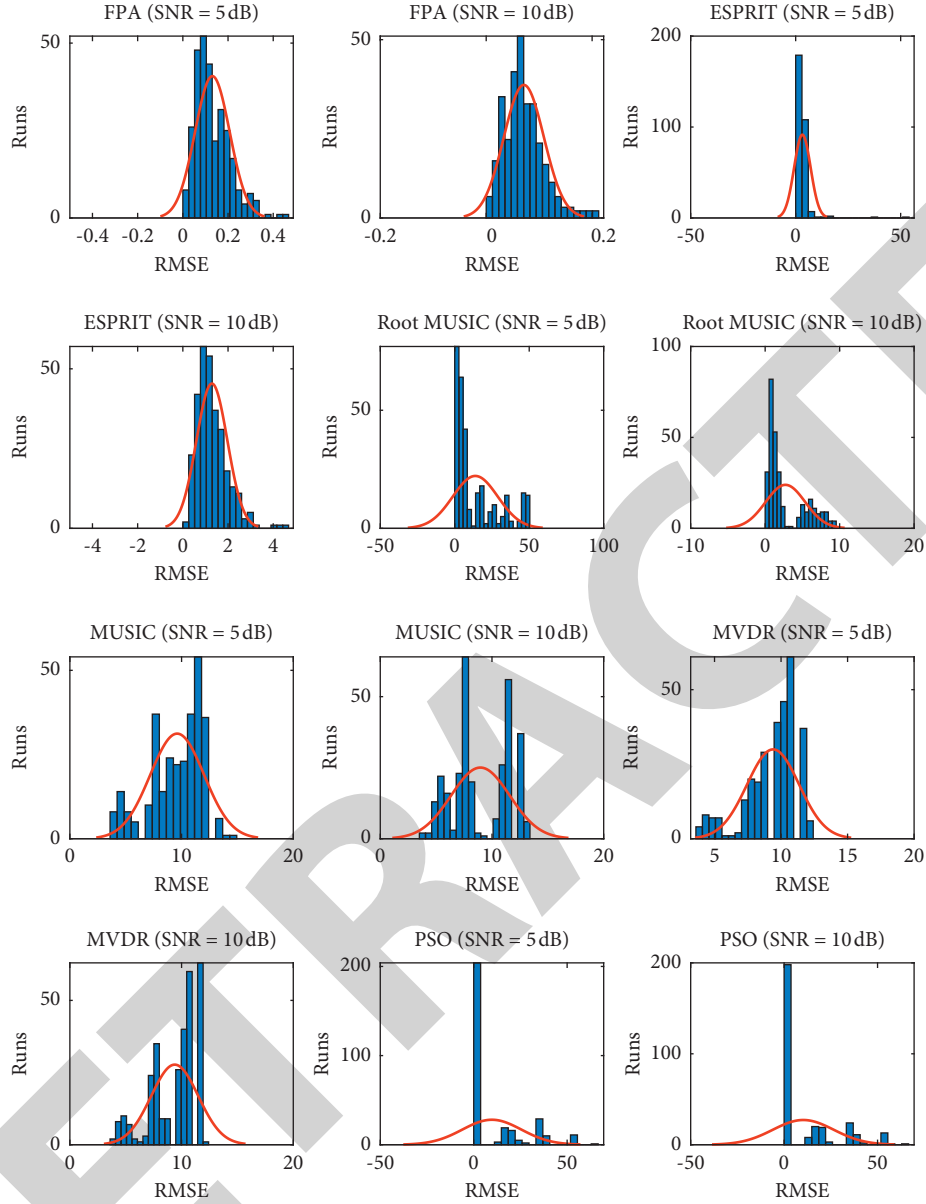 FPA (SNR = 5 dB)
FPA (SNR = 10 dB)
ESPRIT (SNR = 5 dB)
50
0
Runs
-0.4 -0.2 0 0.2 0.4
RMSE
50
0
Runs
-0.2 0 0.2
RMSE
200
100
0
Runs
-50 0 50
RMSE
ESPRIT (SNR = 10 dB)
Root MUSIC (SNR = 5 dB)
Root MUSIC (SNR = 10 dB)
50
0
Runs
-4 -2 0 2 4
RMSE
50
0
Runs
-50 0 50 100
RMSE
100
50
0
Runs
-10 0 10 20
RMSE
MUSIC (SNR = 5 dB)
MUSIC (SNR = 10 dB)
MVDR (SNR = 5 dB)
50
0
Runs
0 10 20
RMSE
50
0
Runs
0 10 20
RMSE
50
0
Runs
5 10 15 20
RMSE
MVDR (SNR = 10 dB)
PSO (SNR = 5 dB)
PSO (SNR = 10 dB)
50
0
Runs
0 10 20
RMSE
200
100
0
Runs
-50 0 50
RMSE
200
100
0
Runs
-50 0 50
RMSE
ETRACTE